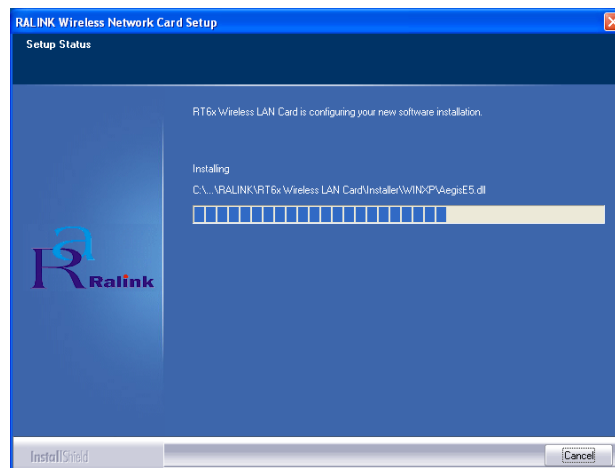 RALINK Wireless Network Card Setup
Setup Status
RT6x Wireless LAN Card is configuring your new software installation.
Installing
C:\...\RALINK\RT6x Wireless LAN Card\Installer\WINXP\AegisE5.dll
Ralink
InstallShield
Cancel